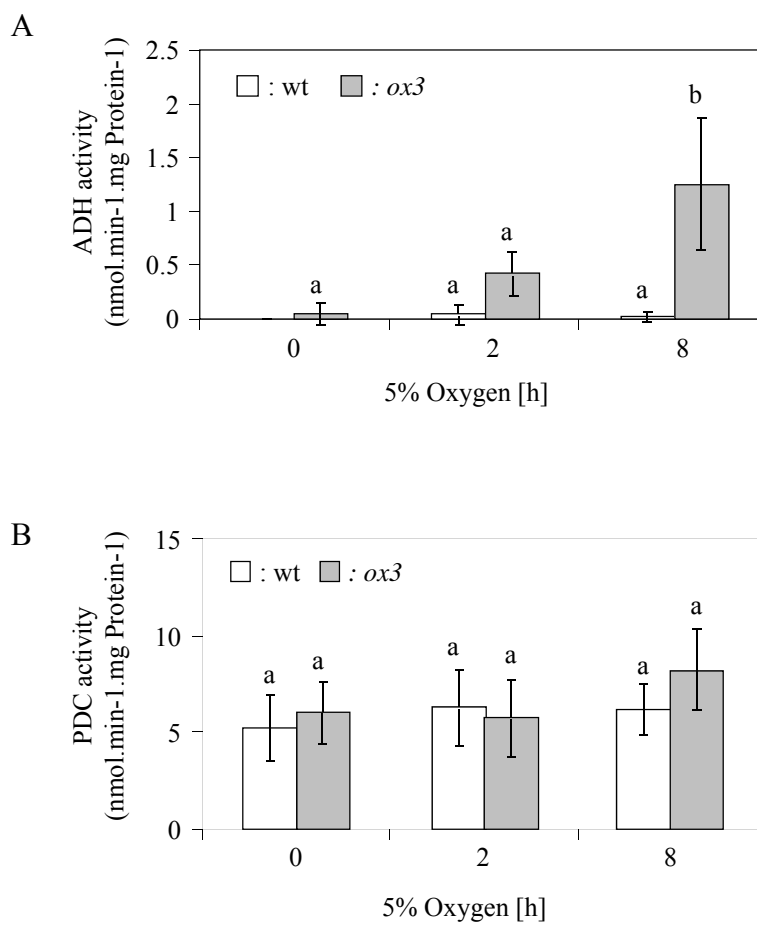 A
ADH activity
(nmol.min-1.mg Protein-1)
2.5
2
1.5
1
0.5
0
: wt : ox3
a
a
a
a
b
0 2 8
5% Oxygen [h]
B
PDC activity
(nmol.min-1.mg Protein-1)
15
10
5
0
: wt : ox3
a a
a a
a a
0 2 8
5% Oxygen [h]